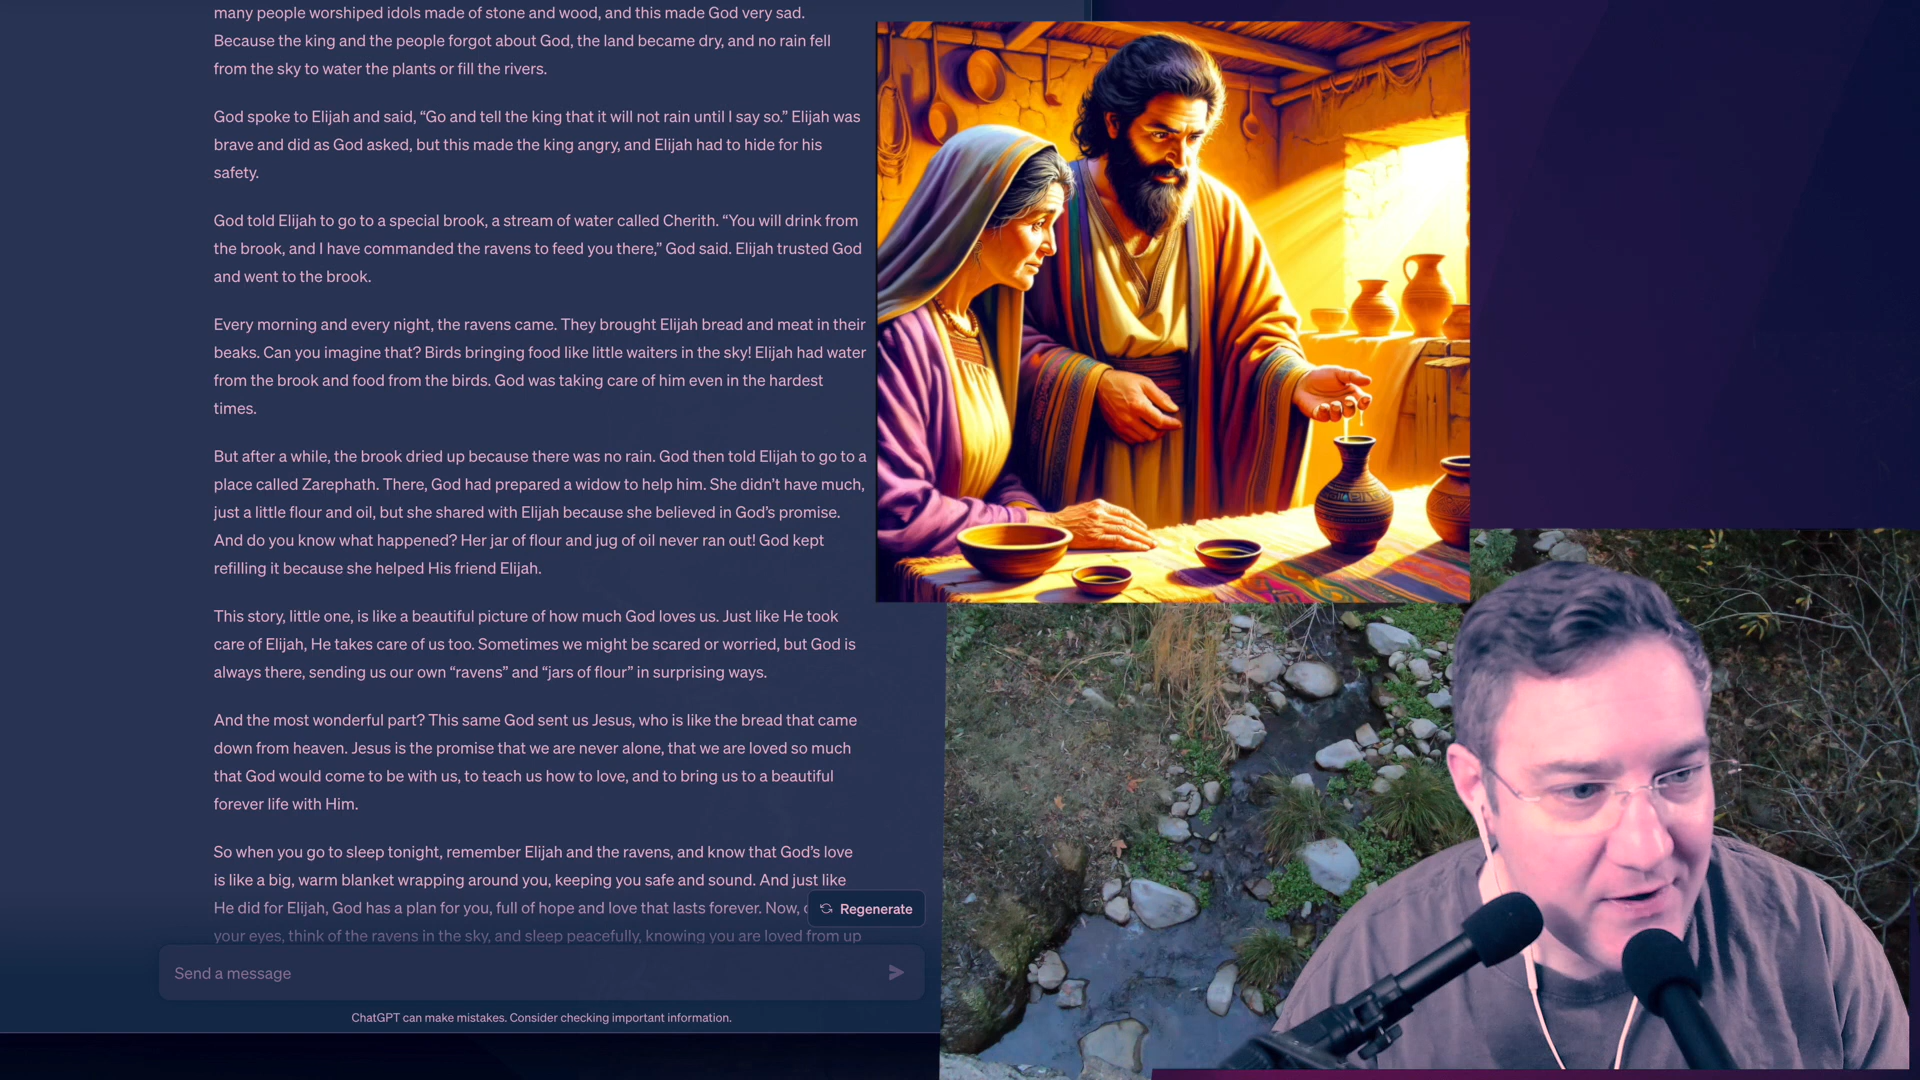 many people worshiped idols made of stone and wood, and this made God very sad.
Because the king and the people forgot about God, the land became dry, and no rain fell
from the sky to water the plants or fill the rivers.
God spoke to Elijah and said, “Go and tell the king that it will not rain until I say so.” Elijah was
brave and did as God asked, but this made the king angry, and Elijah had to hide for his
safety.
God told Elijah to go to a special brook, a stream of water called Cherith. “You will drink from
the brook, and I have commanded the ravens to feed you there,” God said. Elijah trusted God
and went to the brook.
Every morning and every night, the ravens came. They brought Elijah bread and meat in their
beaks. Can you imagine that? Birds bringing food like little waiters in the sky! Elijah had water
from the brook and food from the birds. God was taking care of him even in the hardest
times.
But after a while, the brook dried up because there was no rain. God then told Elijah to go to a
place called Zarephath. There, God had prepared a widow to help him. She didn’t have much,
just a little flour and oil, but she shared with Elijah because she believed in God’s promise.
And do you know what happened? Her jar of flour and jug of oil never ran out! God kept
refilling it because she helped His friend Elijah.
This story, little one, is like a beautiful picture of how much God loves us. Just like He took
care of Elijah, He takes care of us too. Sometimes we might be scared or worried, but God is
always there, sending us our own “ravens” and “jars of flour” in surprising ways.
And the most wonderful part? This same God sent us Jesus, who is like the bread that came
down from heaven. Jesus is the promise that we are never alone, that we are loved so much
that God would come to be with us, to teach us how to love, and to bring us to a beautiful
forever life with Him.
So when you go to sleep tonight, remember Elijah and the ravens, and know that God’s love
is like a big, warm blanket wrapping around you, keeping you safe and sound. And just like
He did for Elijah, God has a plan for you, full of hope and love that lasts forever. Now,
Regenerate
your eyes, think of the ravens in the sky, and sleep peacefully, knowing you are loved from up
Send a message
ChatGPT can make mistakes. Consider checking important information.